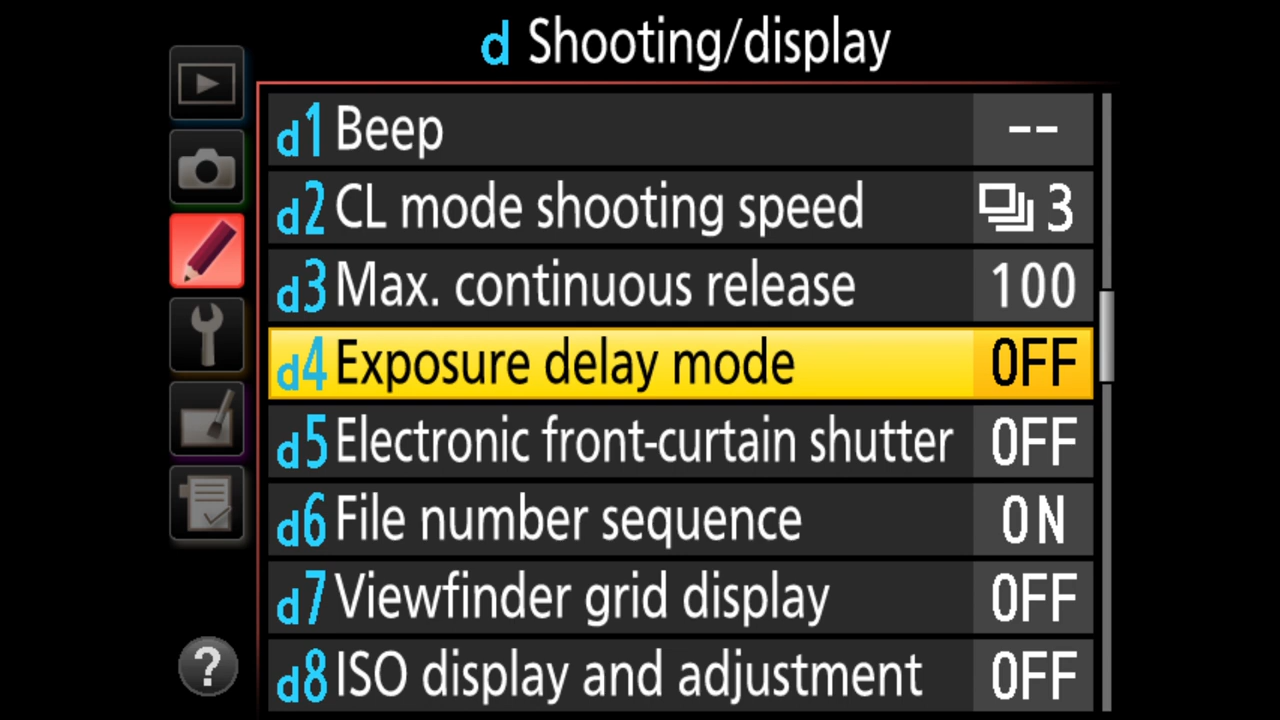 d Shooting/display
d1 Beep --
d2 CL mode shooting speed 3
d3 Max. continuous release 100
d4 Exposure delay mode OFF
d5 Electronic front-curtain shutter OFF
d6 File number sequence ON
d7 Viewfinder grid display OFF
d8 ISO display and adjustment OFF
?